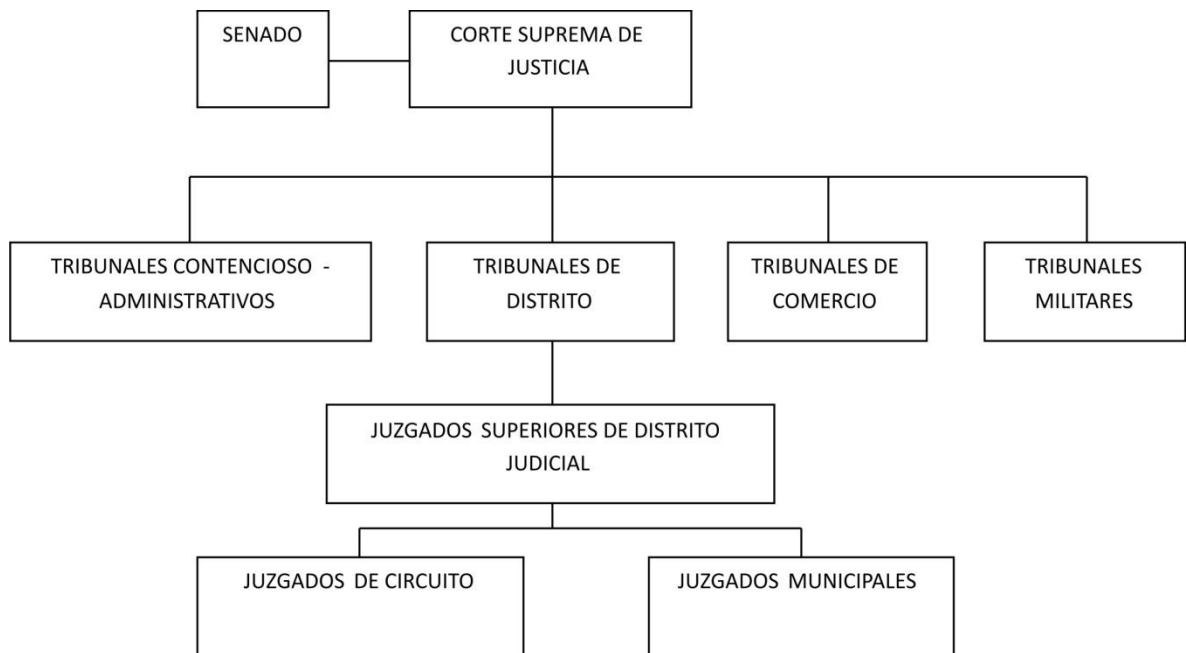 SENADO
CORTE SUPREMA DE
JUSTICIA
TRIBUNALES CONTENCIOSO -
ADMINISTRATIVOS
TRIBUNALES DE
DISTRITO
TRIBUNALES DE
COMERCIO
TRIBUNALES
MILITARES
JUZGADOS SUPERIORES DE DISTRITO
JUDICIAL
JUZGADOS DE CIRCUITO
JUZGADOS MUNICIPALES